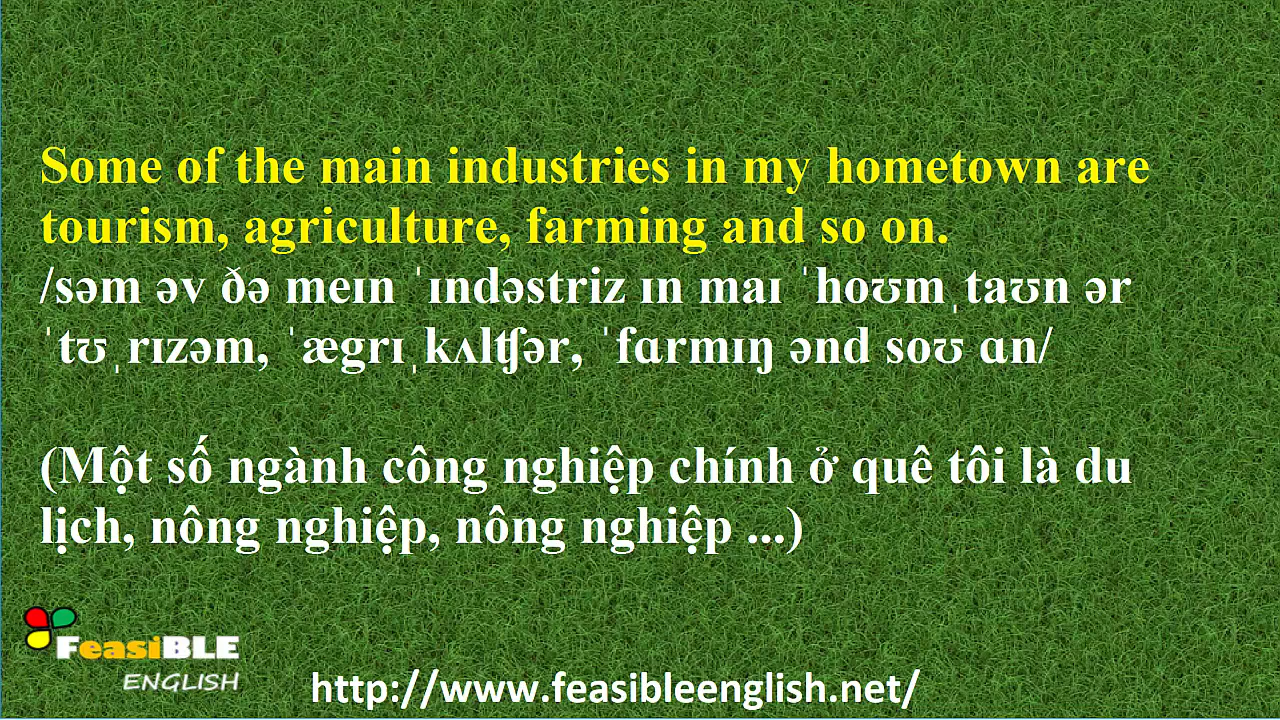 Some of the main industries in my hometown are
tourism, agriculture, farming and so on.
/səm əv ðə meɪn ˈɪndəstriz ɪn maɪ ˈhoʊmˌtaʊn ər
ˈtʊˌrɪzəm, ˈægrɪˌkʌlʧər, ˈfɑrmɪŋ ənd soʊ ɑn/
(Một số ngành công nghiệp chính ở quê tôi là du
lịch, nông nghiệp, nông nghiệp ...)
FeasiBLE
ENGLISH
http://www.feasibleenglish.net/